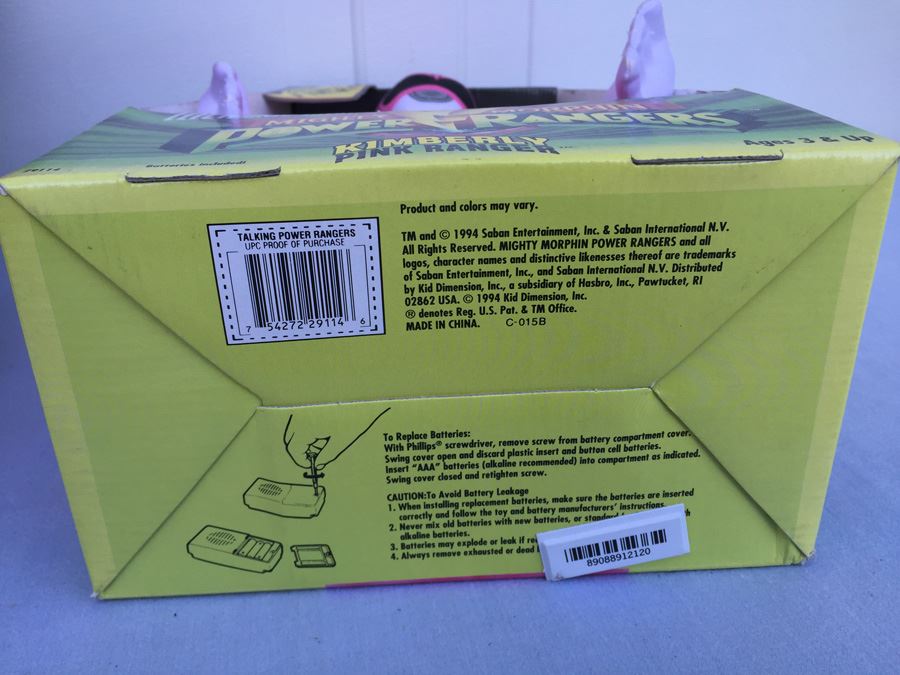 POWER RANGERS
KIMBERLY
PINK RANGER™
Batteries included!
Ages 3 & UP
TALKING POWER RANGERS
UPC PROOF OF PURCHASE
7 54272 29114 6
Product and colors may vary.
TM and © 1994 Saban Entertainment, Inc. & Saban International N.V.
All Rights Reserved. MIGHTY MORPHIN POWER RANGERS and all
logos, character names and distinctive likenesses thereof are trademarks
of Saban Entertainment, Inc., and Saban International N.V. Distributed
by Kid Dimension, Inc., a subsidiary of Hasbro, Inc., Pawtucket, RI
02862 USA. © 1994 Kid Dimension, Inc.
® denotes Reg. U.S. Pat. & TM Office.
MADE IN CHINA. C-015B
To Replace Batteries:
With Phillips® screwdriver, remove screw from battery compartment cover.
Swing cover open and discard plastic insert and button cell batteries.
Insert "AAA" batteries (alkaline recommended) into compartment as indicated.
Swing cover closed and retighten screw.
CAUTION:To Avoid Battery Leakage
1. When installing replacement batteries, make sure the batteries are inserted
correctly and follow the toy and battery manufacturers' instructions.
2. Never mix old batteries with new batteries, or
alkaline batteries.
3. Batteries may explode or leak if
4. Always remove exhausted or dead
89088912120